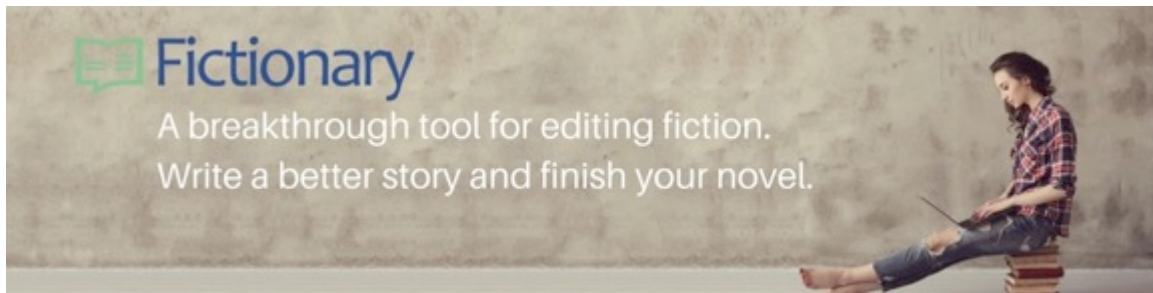 Fictionary
A breakthrough tool for editing fiction.
Write a better story and finish your novel.